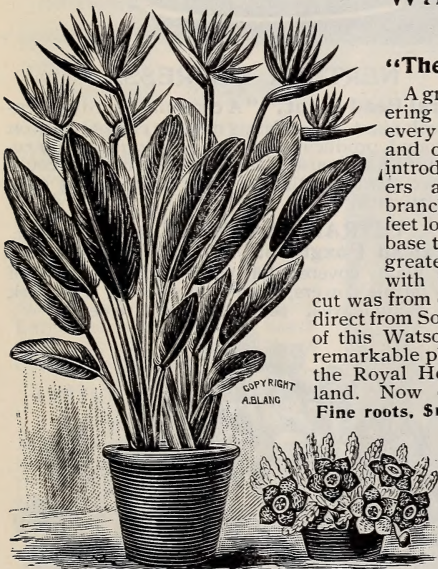 “The
A gr
ering
every
and o
introd
ers a
branc
feet lo
base t
greate
with
cut was from
direct from So
of this Watso
remarkable p
the Royal Ho
land. Now
Fine roots, $
COPYRIGHT
A.BLANC